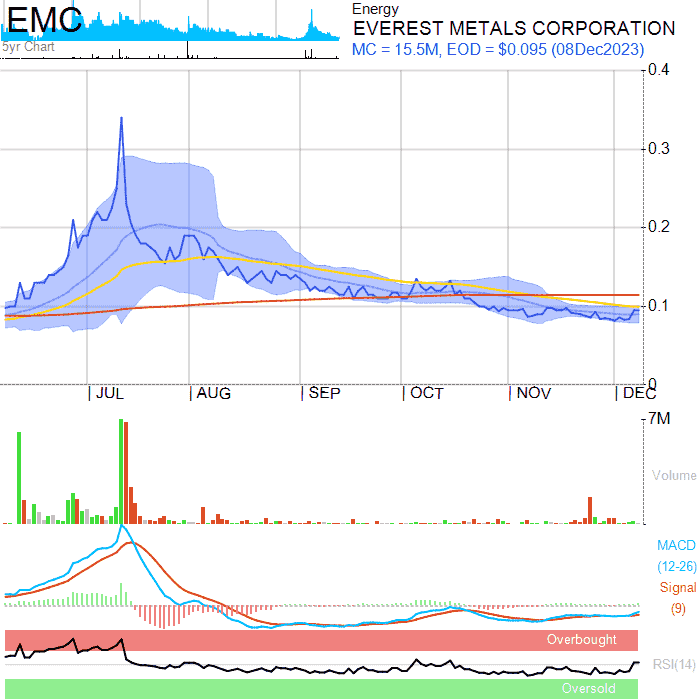 EMC
5yr Chart
Energy
EVEREST METALS CORPORATION
MC = 15.5M, EOD = $0.095 (08Dec2023)
0.4
0.3
0.2
0.1
0
JUL AUG SEP OCT NOV DEC
7M
Volume
MACD
(12-26)
Signal
(9)
Overbought
RSI(14)
Oversold